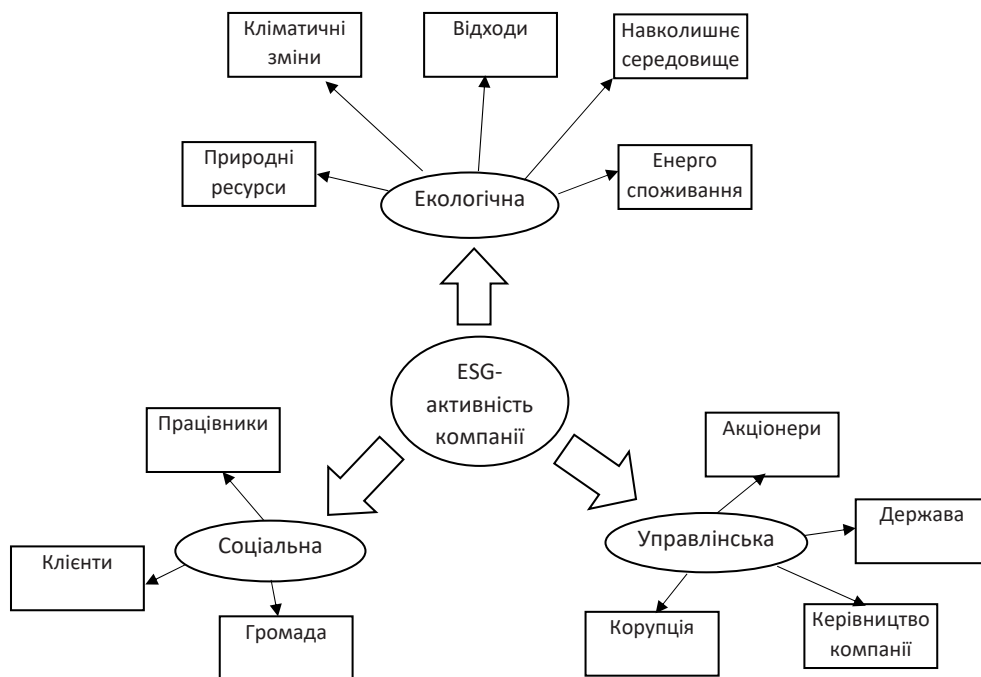 Кліматичні
зміни
Відходи
Навколишнє
середовище
Природні
ресурси
Енерго
споживання
Екологічна
ESG-
активність
компанії
Працівники
Акціонери
Соціальна
Управлінська
Держава
Клієнти
Громада
Корупція
Керівництво
компанії